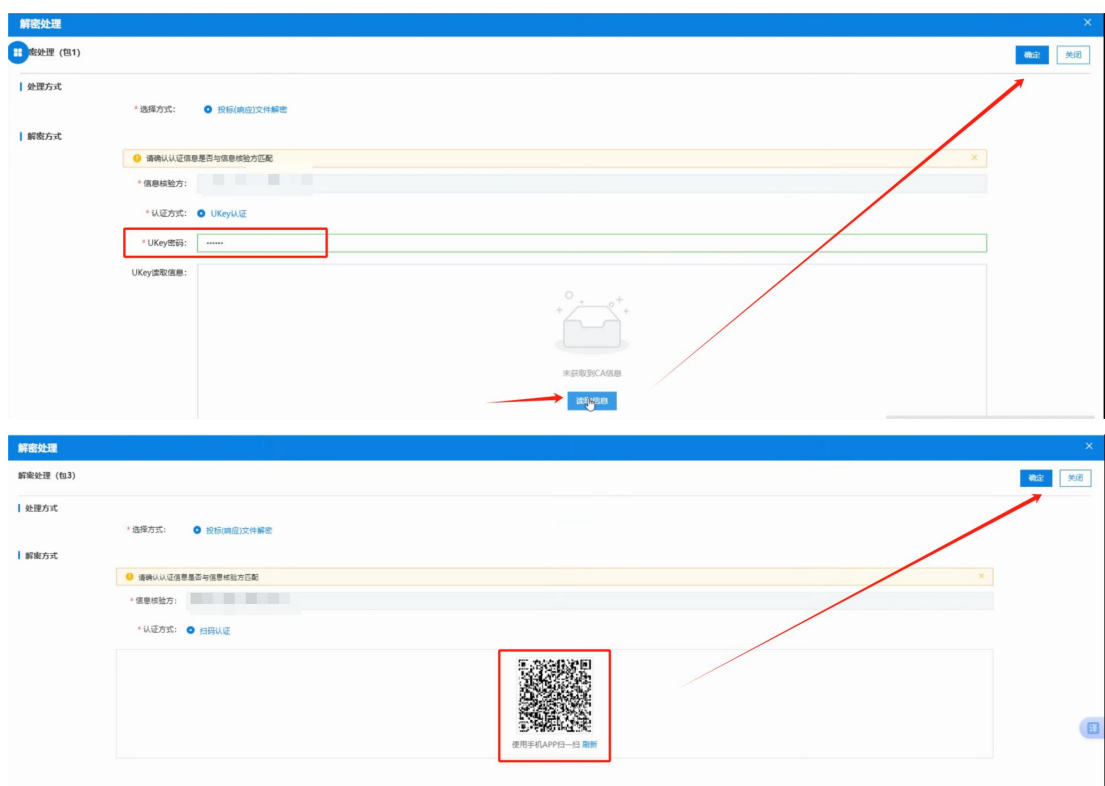 解密处理
密处理 (包1)
确定 关闭
处理方式
* 选择方式： 投标(响应)文件解密
解密方式
请确认认证信息是否与信息核验方匹配
* 信息核验方：
* 认证方式： UKey认证
* UKey密码： ••••••
UKey读取信息：
未获取到CA信息
读取信息
解密处理
解密处理 (包3)
确定 关闭
处理方式
* 选择方式： 投标(响应)文件解密
解密方式
请确认认证信息是否与信息核验方匹配
* 信息核验方：
* 认证方式： 扫码认证
使用手机APP扫一扫 刷新